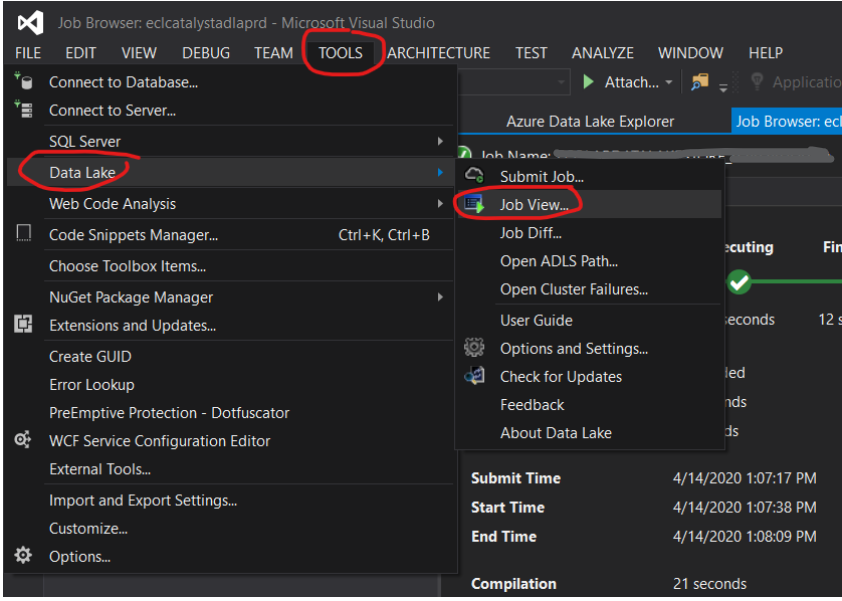 Job Browser: eclcatalystadlaprd - Microsoft Visual Studio
FILE EDIT VIEW DEBUG TEAM TOOLS ARCHITECTURE TEST ANALYZE WINDOW HELP
Attach... Applicatio
Azure Data Lake Explorer Job Browser: ecl
Connect to Database...
Connect to Server...
SQL Server
Data Lake
Web Code Analysis
Code Snippets Manager... Ctrl+K, Ctrl+B
Choose Toolbox Items...
NuGet Package Manager
Extensions and Updates...
Create GUID
Error Lookup
PreEmptive Protection - Dotfuscator
WCF Service Configuration Editor
External Tools...
Import and Export Settings...
Customize...
Options...
Job Name:
Submit Job...
Job View...
Job Diff...
Open ADLS Path...
Open Cluster Failures...
User Guide
Options and Settings...
Check for Updates
Feedback
About Data Lake
ecuting Fin
econds 12 s
led
nds
ds
Submit Time 4/14/2020 1:07:17 PM
Start Time 4/14/2020 1:07:38 PM
End Time 4/14/2020 1:08:09 PM
Compilation 21 seconds